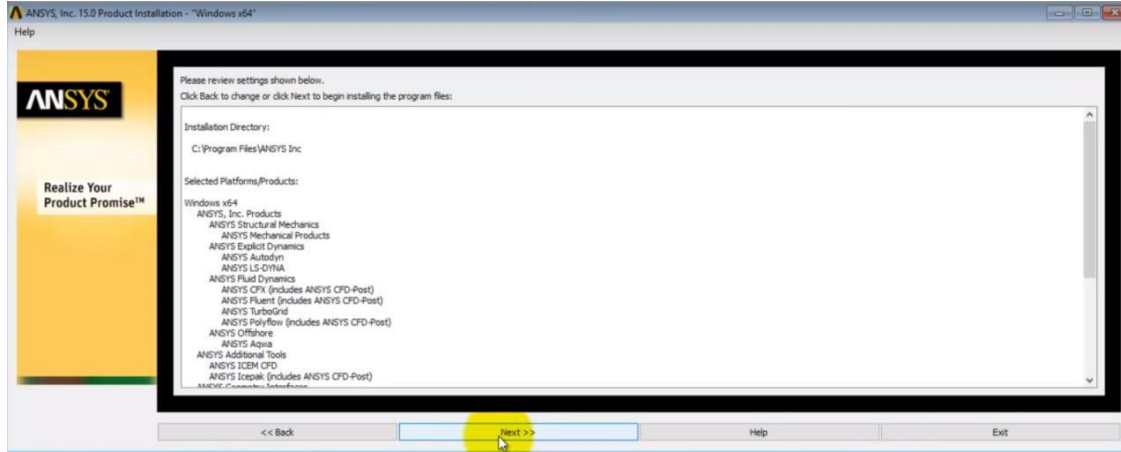 ANSYS, Inc. 15.0 Product Installation - "Windows x64"
Help
ANSYS
Realize Your
Product Promise™
Please review settings shown below.
Click Back to change or click Next to begin installing the program files:
Installation Directory:
C:\Program Files\ANSYS Inc
Selected Platforms/Products:
Windows x64
ANSYS, Inc. Products
ANSYS Structural Mechanics
ANSYS Mechanical Products
ANSYS Explicit Dynamics
ANSYS Autodyn
ANSYS LS-DYNA
ANSYS Fluid Dynamics
ANSYS CFX (includes ANSYS CFD-Post)
ANSYS Fluent (includes ANSYS CFD-Post)
ANSYS TurboGrid
ANSYS Polyflow (includes ANSYS CFD-Post)
ANSYS Offshore
ANSYS Aqwa
ANSYS Additional Tools
ANSYS ICEM CFD
ANSYS Icepak (includes ANSYS CFD-Post)
ANSYS Geometry Interfaces
<< Back
Next >>
Help
Exit